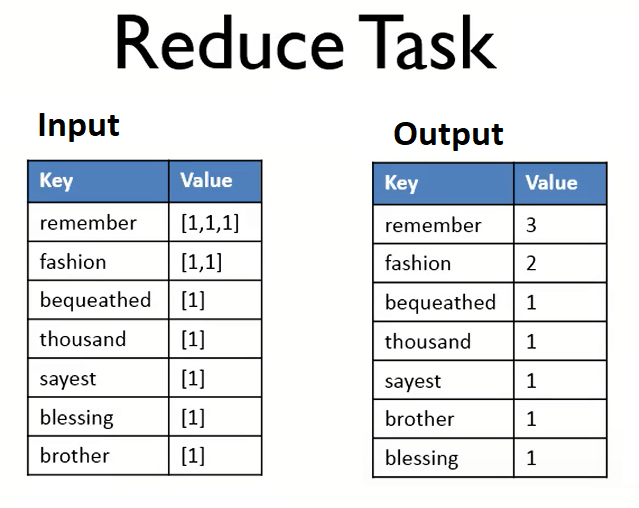 Reduce Task
Input
Key Value
remember [1,1,1]
fashion [1,1]
bequeathed [1]
thousand [1]
sayest [1]
blessing [1]
brother [1]
Output
Key Value
remember 3
fashion 2
bequeathed 1
thousand 1
sayest 1
brother 1
blessing 1